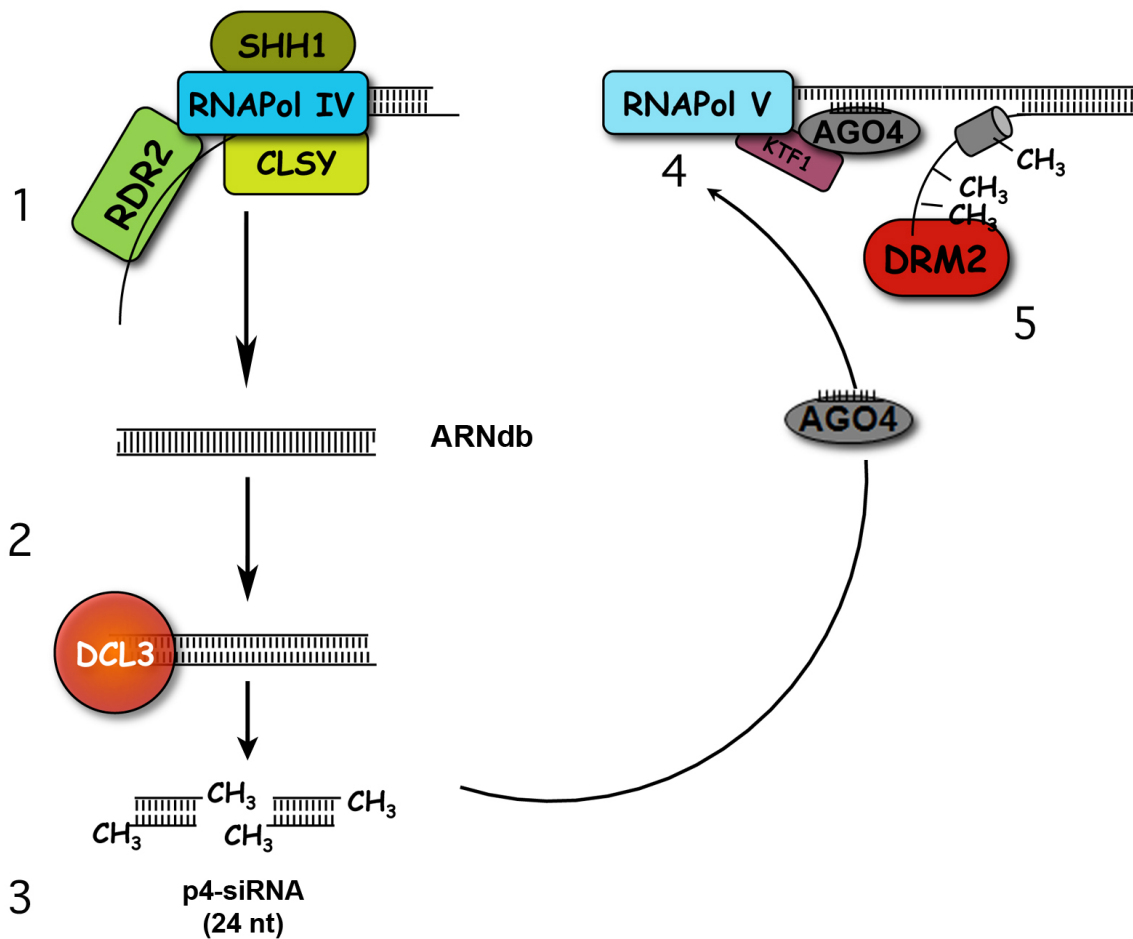 SHH1
RNAPol IV
CLSY
RDR2
1
RNAPol V
AGO4
KTF1
4
CH3
CH3
CH3
DRM2
5
ARNdb
AGO4
2
DCL3
CH3
CH3
CH3
CH3
p4-siRNA
(24 nt)
3